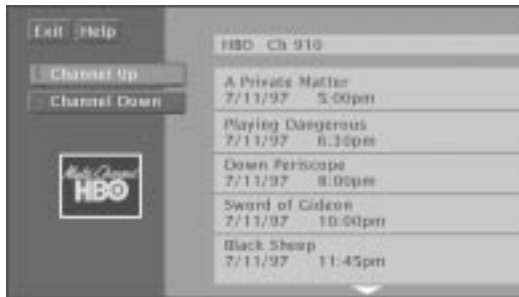 Exit Help
HBO Ch 910
Channel Up
Channel Down
Multi Channel
HBO
A Private Matter
7/11/97 5:00pm
Playing Dangerous
7/11/97 6:30pm
Down Periscope
7/11/97 8:00pm
Sword of Gideon
7/11/97 10:00pm
Black Sheep
7/11/97 11:45pm